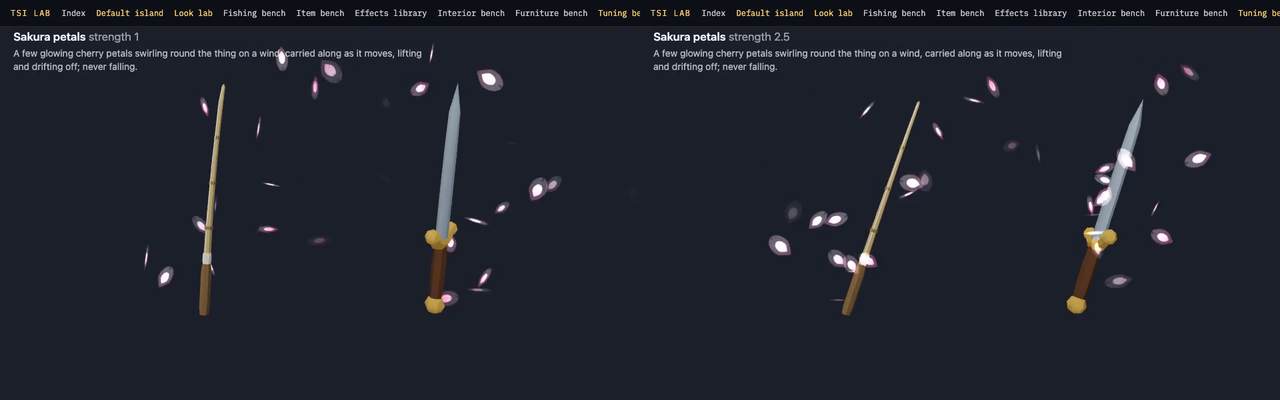 TSI LAB Index Default island Look lab Fishing bench Item bench Effects library Interior bench Furniture bench Tuning
Sakura petals strength 1
A few glowing cherry petals swirling round the thing on a wind, carried along as it moves, lifting
and drifting off; never falling.
TSI LAB Index Default island Look lab Fishing bench Item bench Effects library Interior bench Furniture bench Tuning
Sakura petals strength 2.5
A few glowing cherry petals swirling round the thing on a wind, carried along as it moves, lifting
and drifting off; never falling.